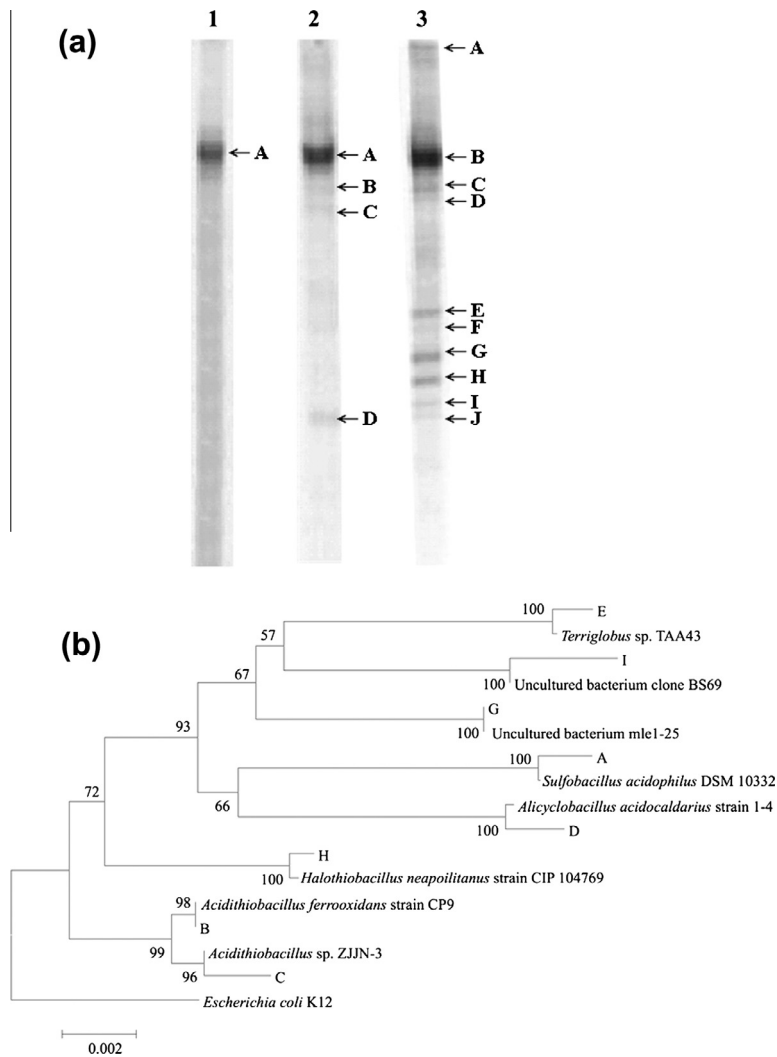 (a)
1 2 3
A
A
B
C
D
A
B
C
D
E
F
G
H
I
J
(b)
100 E
Terriglobus sp. TAA43
57
I
100 Uncultured bacterium clone BS69
67
G
100 Uncultured bacterium mle1-25
93
100 A
Sulfobacillus acidophilus DSM 10332
66
Alicyclobacillus acidocaldarius strain 1-4
100 D
72
H
100 Halothiobacillus neapoilitanus strain CIP 104769
98 Acidithiobacillus ferrooxidans strain CP9
B
99
Acidithiobacillus sp. ZJJN-3
96 C
Escherichia coli K12
0.002